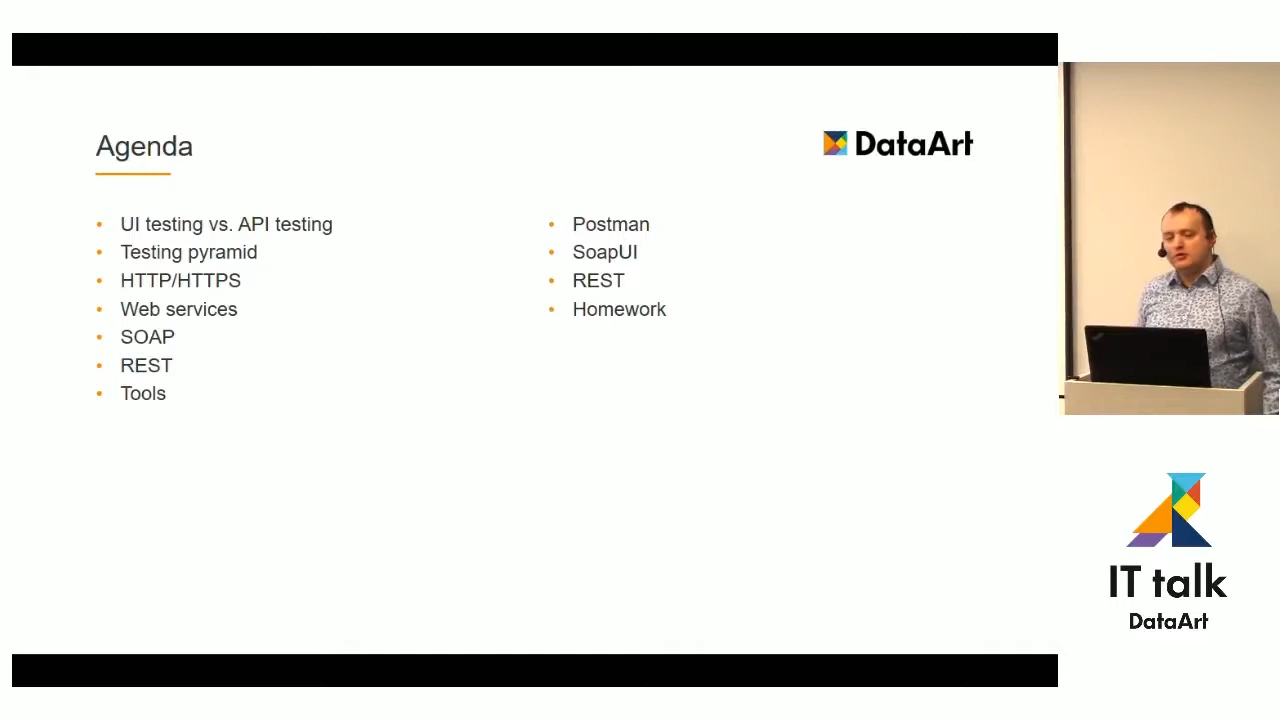 Agenda
DataArt
UI testing vs. API testing
Testing pyramid
HTTP/HTTPS
Web services
SOAP
REST
Tools
Postman
SoapUI
REST
Homework
IT talk
DataArt